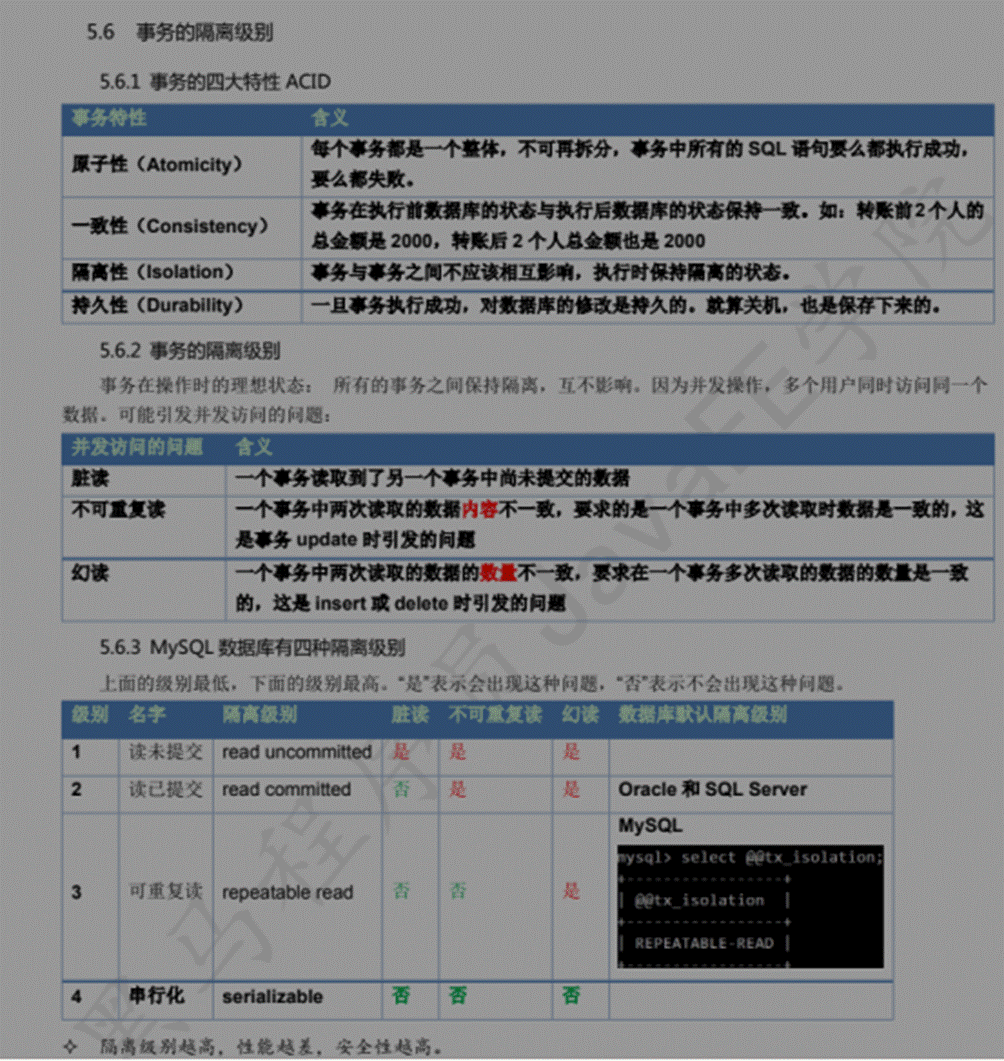 5.6 事务的隔离级别
5.6.1 事务的四大特性 ACID
事务特性 含义
原子性（Atomicity） 每个事务都是一个整体，不可再拆分，事务中所有的 SQL 语句要么都执行成功，
要么都失败。
一致性（Consistency） 事务在执行前数据库的状态与执行后数据库的状态保持一致。如：转账前2个人的
总金额是 2000，转账后 2 个人总金额也是 2000
隔离性（Isolation） 事务与事务之间不应该相互影响，执行时保持隔离的状态。
持久性（Durability） 一旦事务执行成功，对数据库的修改是持久的。就算关机，也是保存下来的。
5.6.2 事务的隔离级别
事务在操作时的理想状态： 所有的事务之间保持隔离，互不影响。因为并发操作，多个用户同时访问同一个
数据。可能引发并发访问的问题：
并发访问的问题 含义
脏读 一个事务读取到了另一个事务中尚未提交的数据
不可重复读 一个事务中两次读取的数据内容不一致，要求的是一个事务中多次读取时数据是一致的，这
是事务 update 时引发的问题
幻读 一个事务中两次读取的数据的数量不一致，要求在一个事务多次读取的数据的数量是一致
的，这是 insert 或 delete 时引发的问题
5.6.3 MySQL 数据库有四种隔离级别
上面的级别最低，下面的级别最高。“是”表示会出现这种问题，“否”表示不会出现这种问题。
级别 名字 隔离级别 脏读 不可重复读 幻读 数据库默认隔离级别
1 读未提交 read uncommitted 是 是 是
2 读已提交 read committed 否 是 是 Oracle 和 SQL Server
3 可重复读 repeatable read 否 否 是 MySQL
mysql> select @@tx_isolation;
+------------------+
| @@tx_isolation |
+------------------+
| REPEATABLE-READ |
+------------------+
4 串行化 serializable 否 否 否
✧ 隔离级别越高，性能越差，安全性越高。
黑马程序员 JavaEE学院